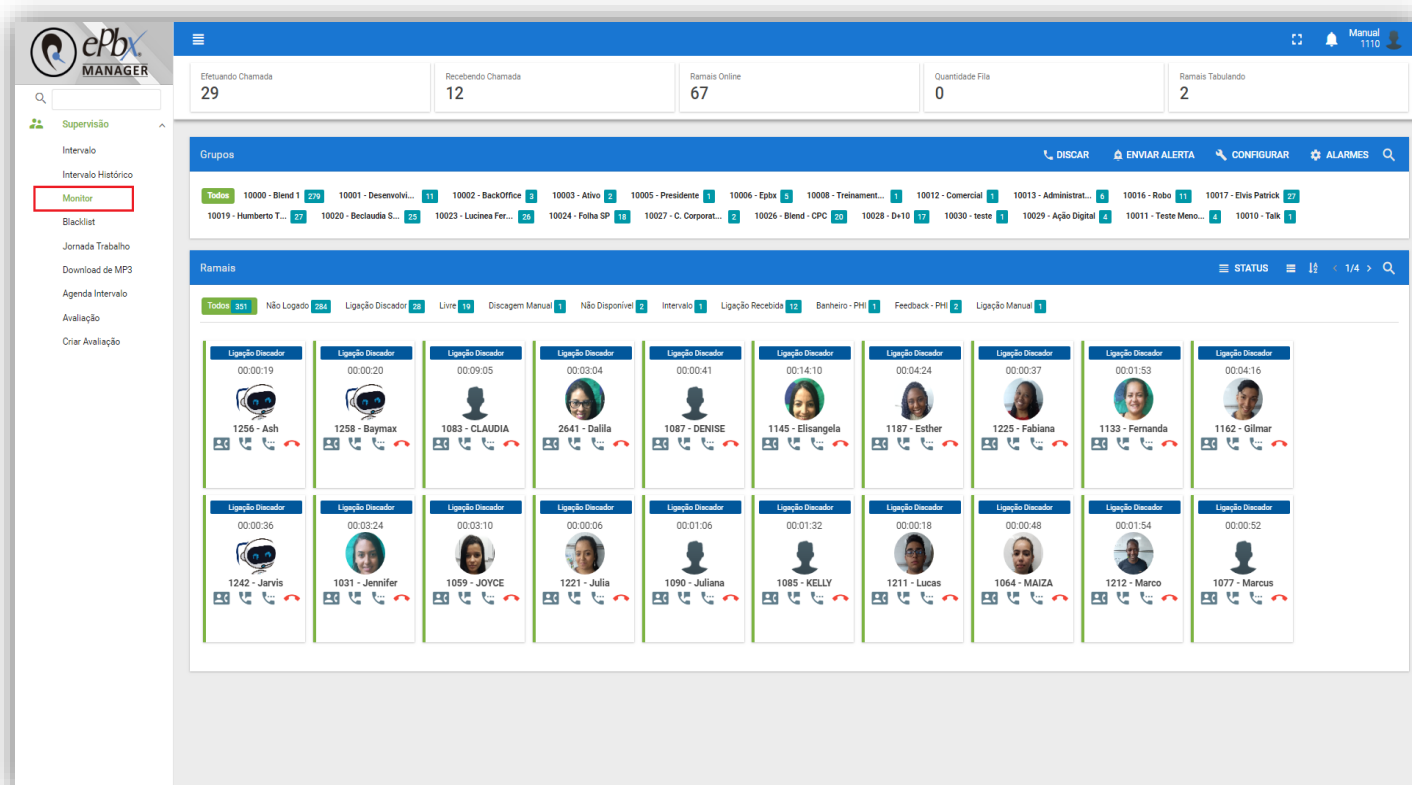 ePbx
MANAGER
Manual
1110
Efetuando Chamada
29
Recebendo Chamada
12
Ramais Online
67
Quantidade Fila
0
Ramais Tabulando
2
Supervisão
Intervalo
Intervalo Histórico
Monitor
Blacklist
Jornada Trabalho
Download de MP3
Agenda Intervalo
Avaliação
Criar Avaliação
Grupos DISCAR ENVIAR ALERTA CONFIGURAR ALARMES
Todos 10000 - Blend 1 279 10001 - Desenvolvi... 11 10002 - BackOffice 3 10003 - Ativo 2 10005 - Presidente 1 10006 - Epbx 5 10008 - Treinament... 1 10012 - Comercial 1 10013 - Administrat... 6 10016 - Robo 11 10017 - Elvis Patrick 27
10019 - Humberto T... 27 10020 - Beclaudia S... 25 10023 - Lucinea Fer... 26 10024 - Folha SP 18 10027 - C. Corporat... 2 10026 - Blend - CPC 20 10028 - D+10 17 10030 - teste 1 10029 - Ação Digital 4 10011 - Teste Meno... 4 10010 - Talk 1
Ramais STATUS 1/4
Todos 351 Não Logado 284 Ligação Discador 28 Livre 19 Discagem Manual 1 Não Disponível 2 Intervalo 1 Ligação Recebida 12 Banheiro - PHI 1 Feedback - PHI 2 Ligação Manual 1
Ligação Discador Ligação Discador Ligação Discador Ligação Discador Ligação Discador Ligação Discador Ligação Discador Ligação Discador Ligação Discador Ligação Discador
00:00:19 00:00:20 00:09:05 00:03:04 00:00:41 00:14:10 00:04:24 00:00:37 00:01:53 00:04:16
1256 - Ash 1258 - Baymax 1083 - CLAUDIA 2641 - Dalila 1087 - DENISE 1145 - Elisangela 1187 - Esther 1225 - Fabiana 1133 - Fernanda 1162 - Gilmar
Ligação Discador Ligação Discador Ligação Discador Ligação Discador Ligação Discador Ligação Discador Ligação Discador Ligação Discador Ligação Discador Ligação Discador
00:00:36 00:03:24 00:03:10 00:00:06 00:01:06 00:01:32 00:00:18 00:00:48 00:01:54 00:00:52
1242 - Jarvis 1031 - Jennifer 1059 - JOYCE 1221 - Julia 1090 - Juliana 1085 - KELLY 1211 - Lucas 1064 - MAIZA 1212 - Marco 1077 - Marcus